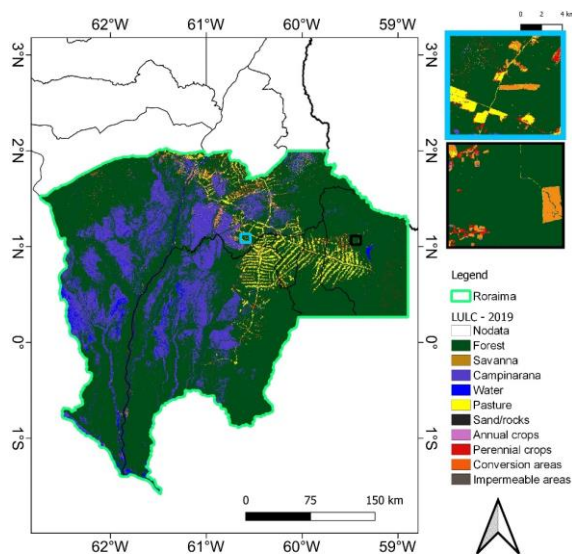 62°W 61°W 60°W 59°W
0 2 4 km
3°N
3°N
2°N
2°N
1°N
1°N
0°
0°
1°S
1°S
Legend
Roraima
LULC - 2019
Nodata
Forest
Savanna
Campinarana
Water
Pasture
Sand/rocks
Annual crops
Perennial crops
Conversion areas
Impermeable areas
0 75 150 km
62°W 61°W 60°W 59°W